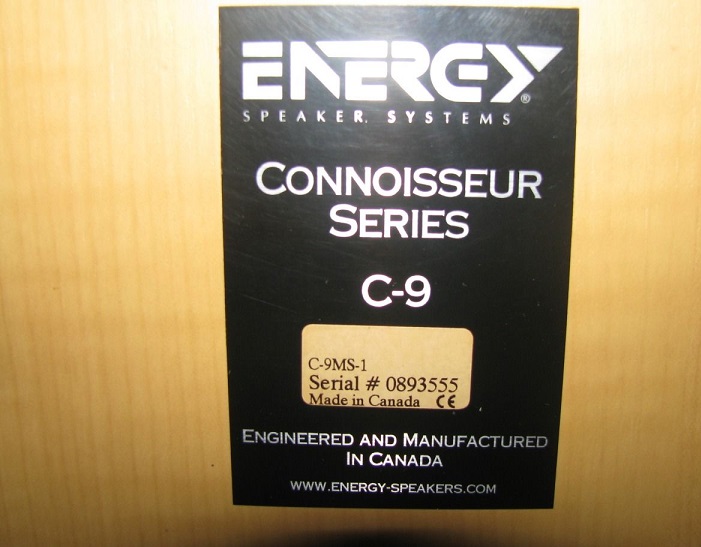 ENERGY®
SPEAKER SYSTEMS
CONNOISSEUR
SERIES
C-9
C-9MS-1
Serial # 0893555
Made in Canada CE
ENGINEERED AND MANUFACTURED
IN CANADA
WWW.ENERGY-SPEAKERS.COM